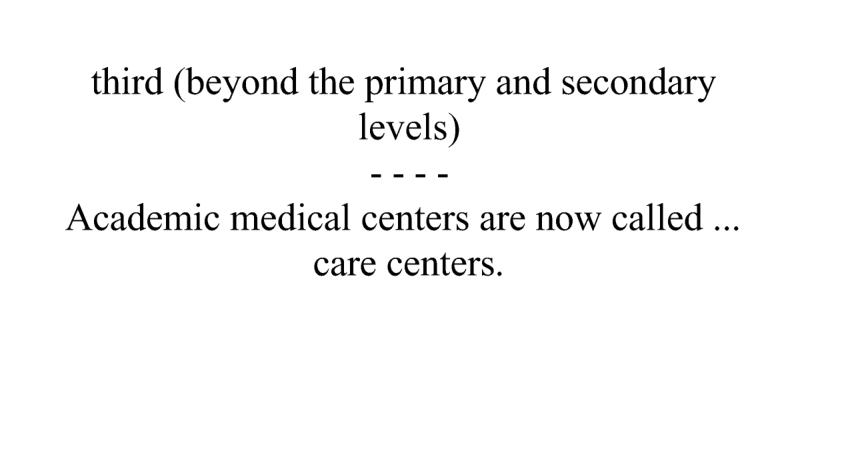 third (beyond the primary and secondary
levels)
- - - -
Academic medical centers are now called ...
care centers.